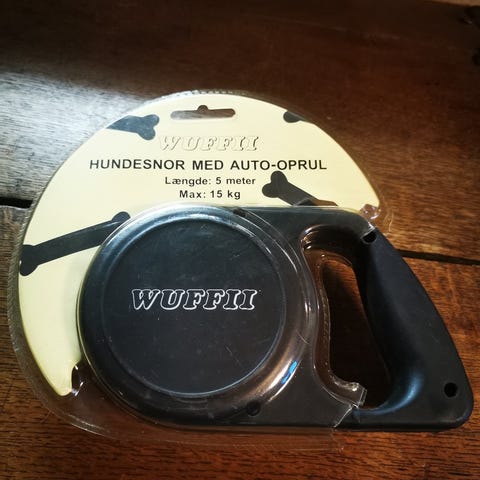 WUFFII
HUNDESNOR MED AUTO-OPRUL
Længde: 5 meter
Max: 15 kg
WUFFII